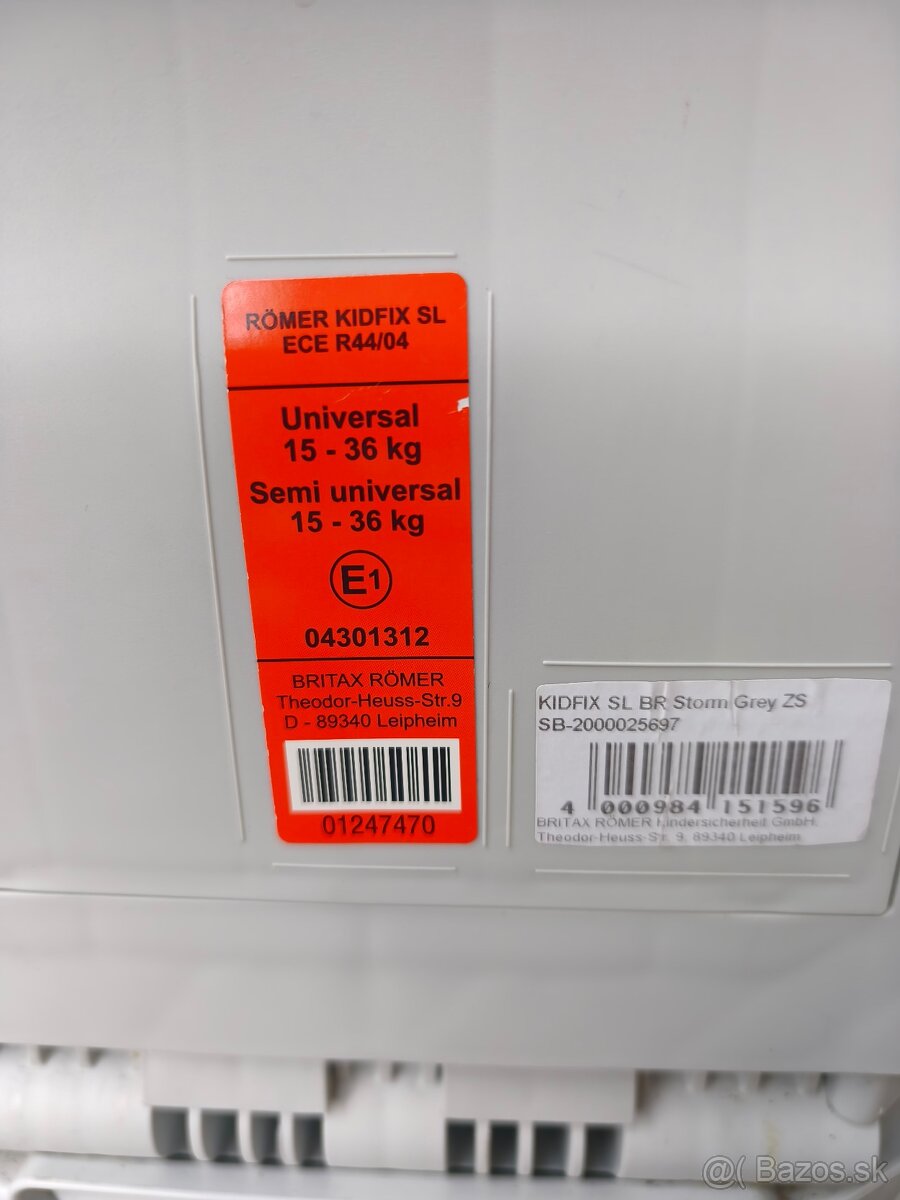 RÖMER KIDFIX SL
ECE R44/04
Universal
15 - 36 kg
Semi universal
15 - 36 kg
E1
04301312
BRITAX RÖMER
Theodor-Heuss-Str.9
D - 89340 Leipheim
01247470
KIDFIX SL BR Storm Grey ZS
SB-2000025697
4 000984 151596
BRITAX RÖMER Kindersicherheit GmbH.
Theodor-Heuss-Str. 9, 89340 Leipheim
@( Bazos.sk